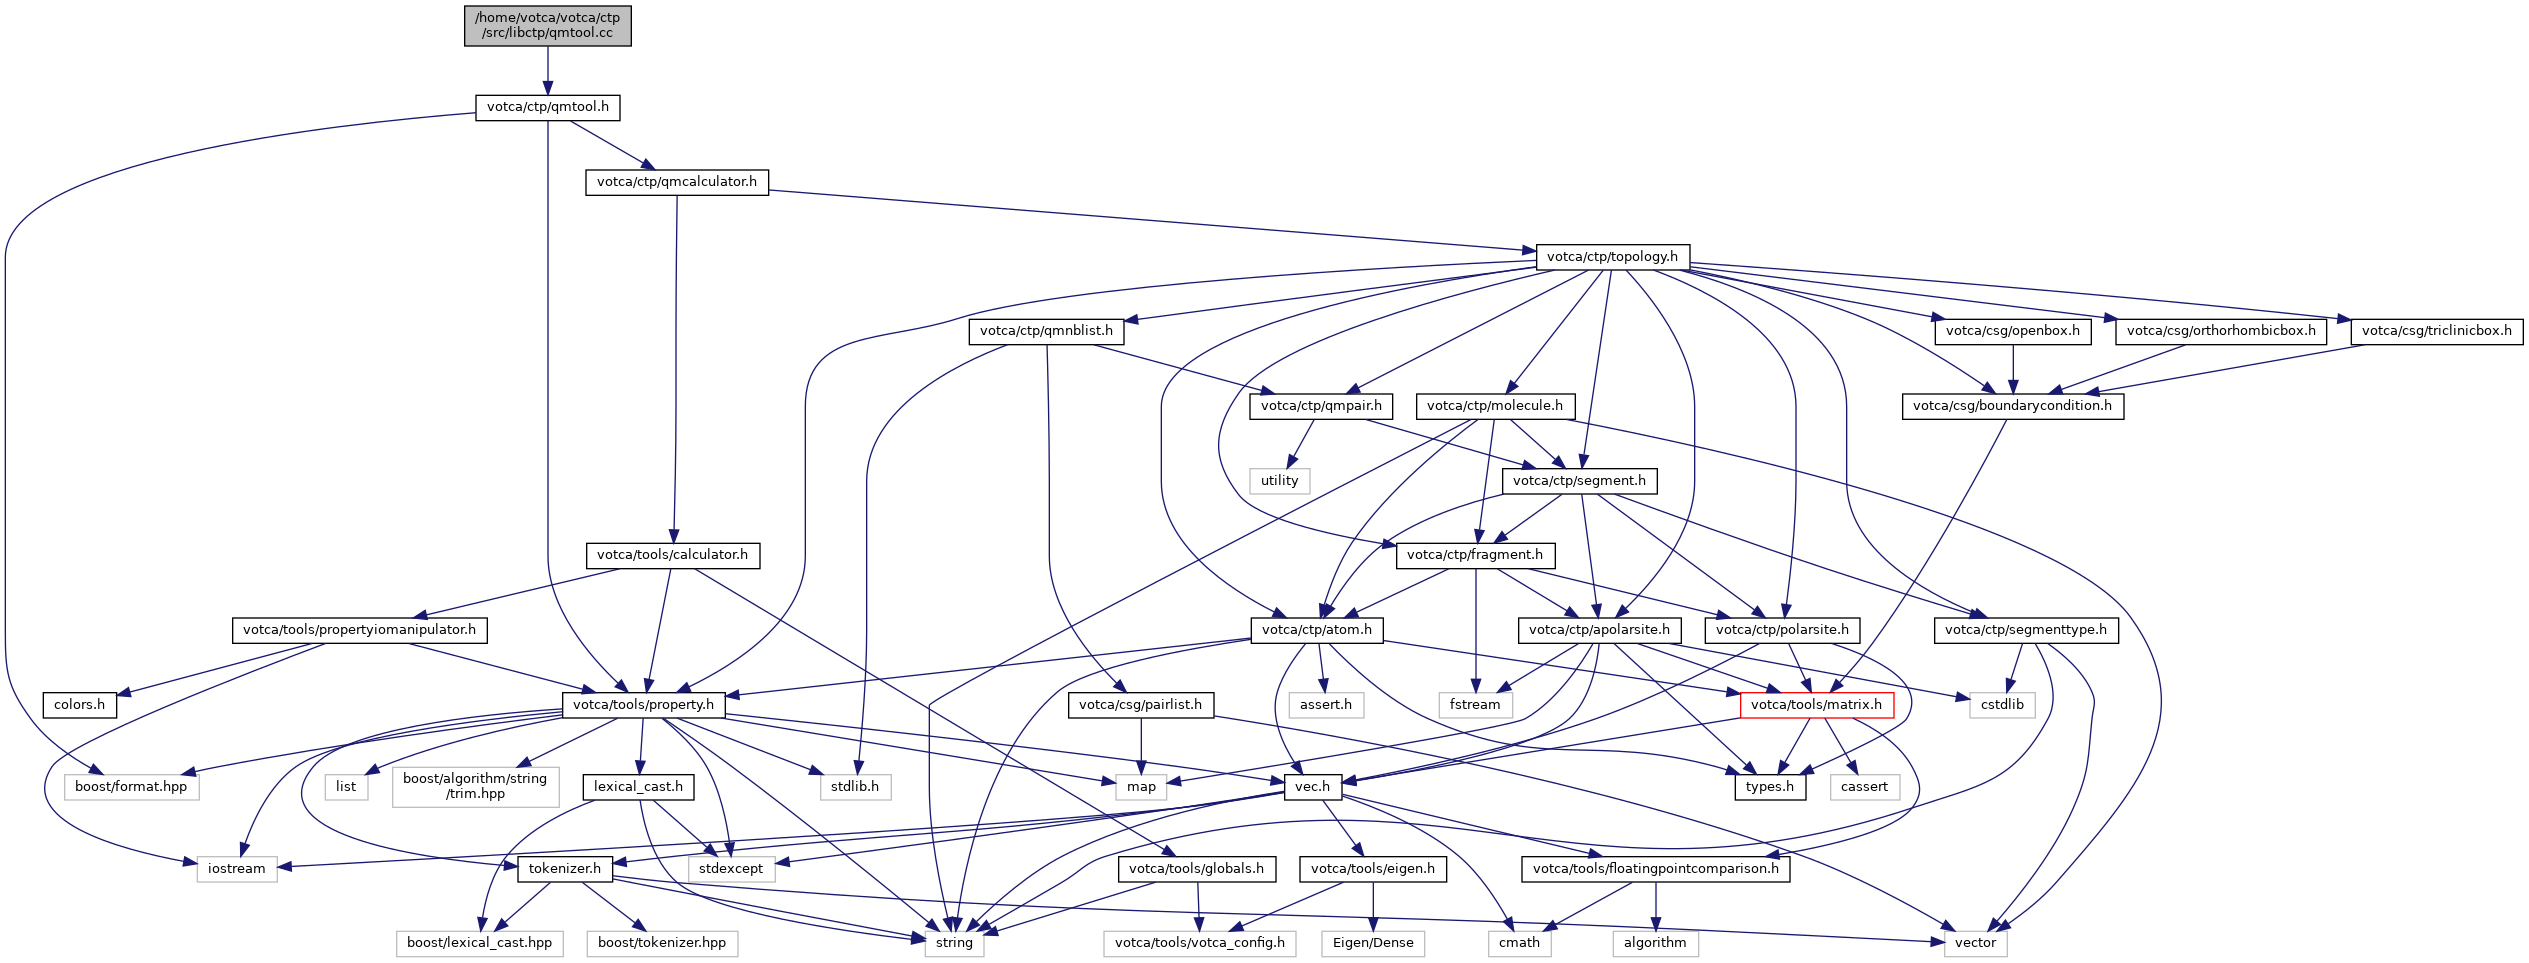 /home/votca/votca/ctp
/src/libctp/qmtool.cc
votca/ctp/qmtool.h
votca/ctp/qmcalculator.h
votca/ctp/topology.h
votca/ctp/qmnblist.h
votca/csg/openbox.h
votca/csg/orthorhombicbox.h
votca/csg/triclinicbox.h
votca/ctp/qmpair.h
votca/ctp/molecule.h
votca/csg/boundarycondition.h
utility
votca/ctp/segment.h
votca/tools/calculator.h
votca/ctp/fragment.h
votca/tools/propertyiomanipulator.h
votca/ctp/atom.h
votca/ctp/apolarsite.h
votca/ctp/polarsite.h
votca/ctp/segmenttype.h
colors.h
votca/tools/property.h
votca/csg/pairlist.h
assert.h
fstream
votca/tools/matrix.h
cstdlib
boost/format.hpp
list
boost/algorithm/string
/trim.hpp
lexical_cast.h
stdlib.h
map
vec.h
types.h
cassert
iostream
tokenizer.h
stdexcept
votca/tools/globals.h
votca/tools/eigen.h
votca/tools/floatingpointcomparison.h
boost/lexical_cast.hpp
boost/tokenizer.hpp
string
votca/tools/votca_config.h
Eigen/Dense
cmath
algorithm
vector